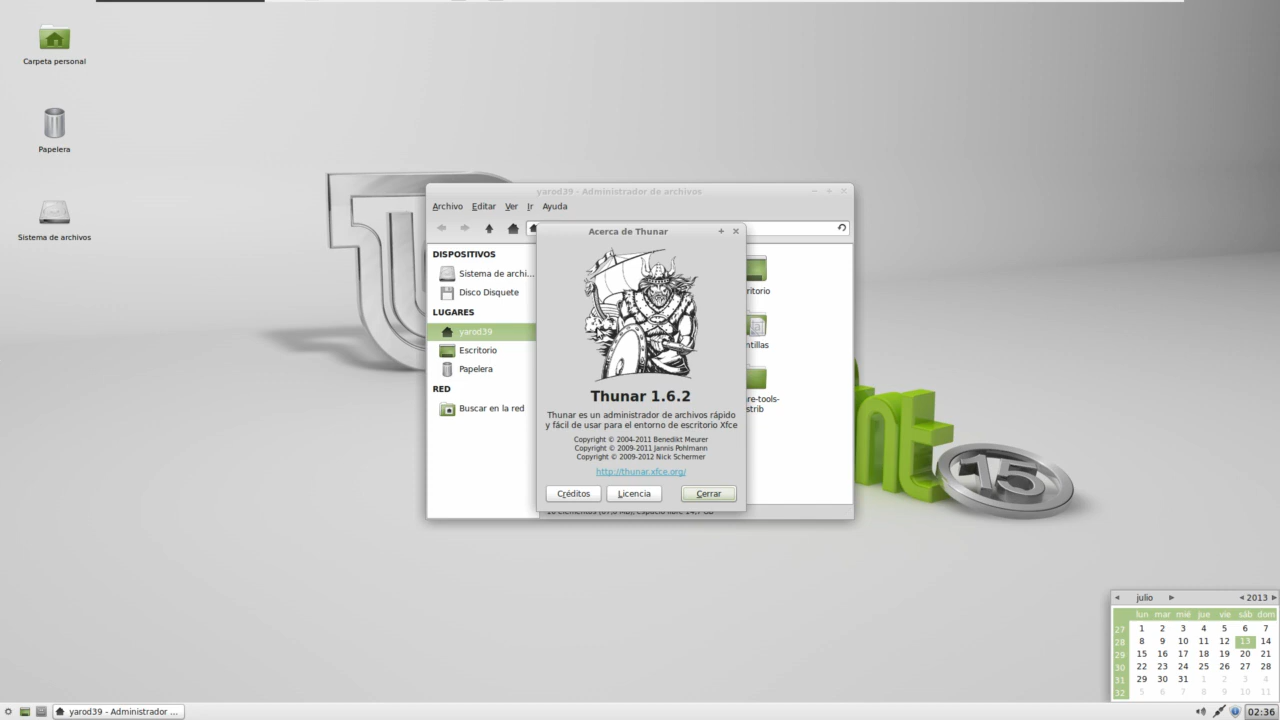 Carpeta personal
Papelera
Sistema de archivos
yarod39 - Administrador de archivos
Archivo Editar Ver Ir Ayuda
DISPOSITIVOS
Sistema de archi...
Disco Disquete
LUGARES
yarod39
Escritorio
Papelera
RED
Buscar en la red
ritorio
ntillas
re-tools-
strib
Acerca de Thunar
Thunar 1.6.2
Thunar es un administrador de archivos rápido
y fácil de usar para el entorno de escritorio Xfce
Copyright © 2004-2011 Benedikt Meurer
Copyright © 2009-2011 Jannis Pohlmann
Copyright © 2009-2012 Nick Schermer
http://thunar.xfce.org/
Créditos Licencia Cerrar
nt
15
julio 2013
lun mar mié jue vie sáb dom
27 1 2 3 4 5 6 7
28 8 9 10 11 12 13 14
29 15 16 17 18 19 20 21
30 22 23 24 25 26 27 28
31 29 30 31 1 2 3 4
32 5 6 7 8 9 10 11
yarod39 - Administrador ...
02:36